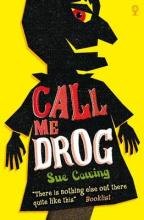 CALL
ME
DROG
Sue Cowing
"There is nothing else out there
quite like this" Booklist